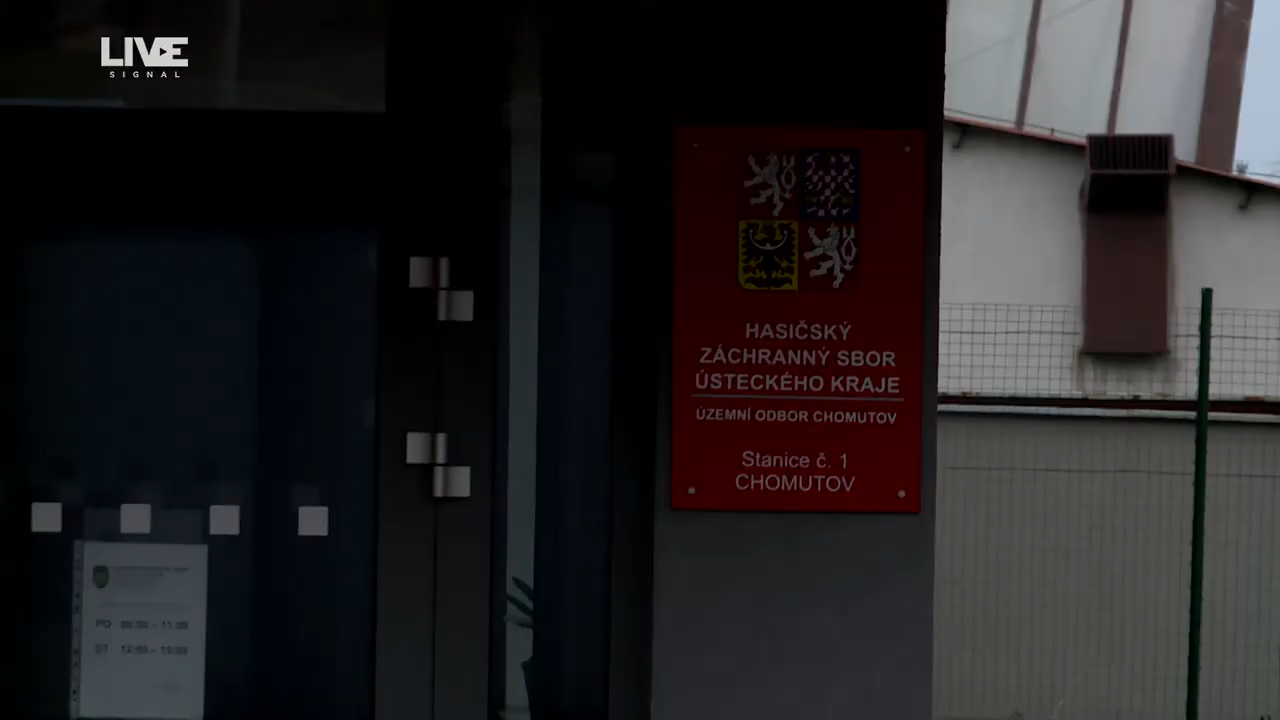 LIVE
SIGNAL
HASIČSKÝ
ZÁCHRANNÝ SBOR
ÚSTECKÉHO KRAJE
ÚZEMNÍ ODBOR CHOMUTOV
Stanice č. 1
CHOMUTOV